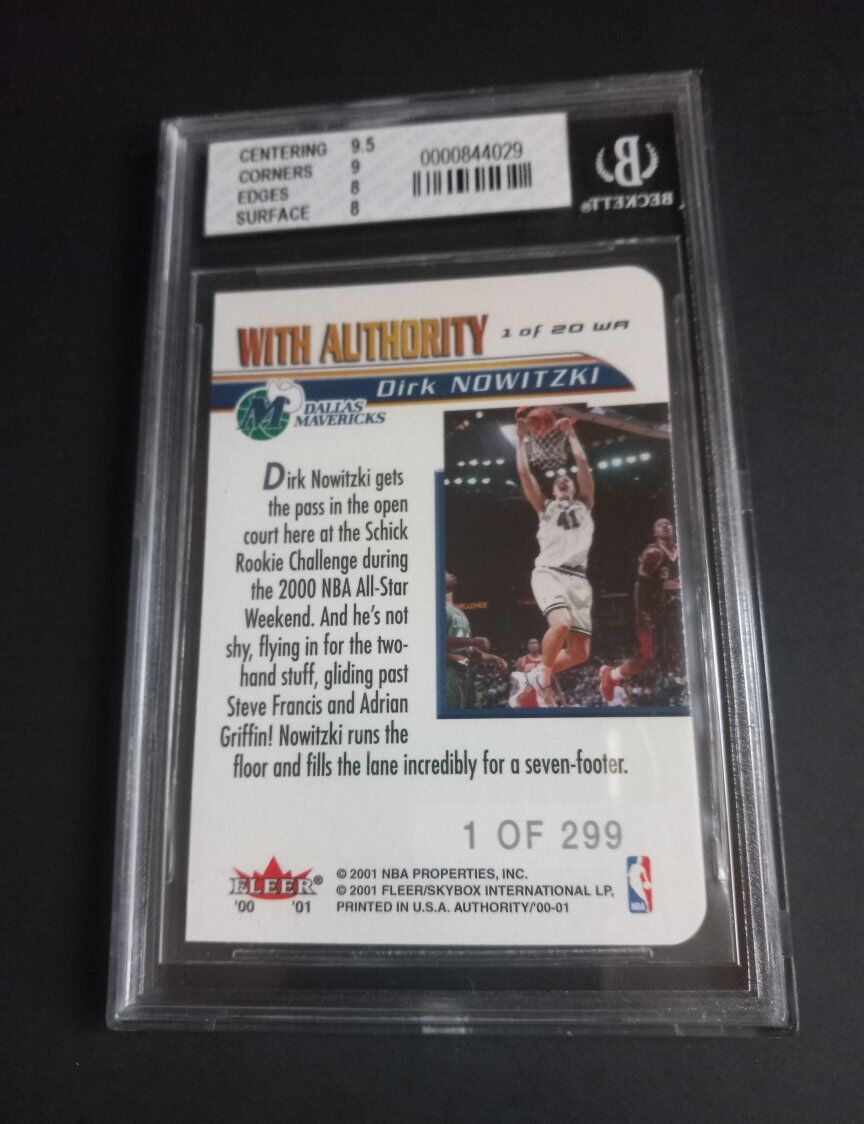 CENTERING 9.5
CORNERS 9
EDGES 8
SURFACE 8
0000844029
B
BECKETT®
WITH AUTHORITY 1 of 20 WA
Dirk NOWITZKI
M
DALLAS
MAVERICKS
41
Dirk Nowitzki gets
the pass in the open
court here at the Schick
Rookie Challenge during
the 2000 NBA All-Star
Weekend. And he's not
shy, flying in for the two-
hand stuff, gliding past
Steve Francis and Adrian
Griffin! Nowitzki runs the
floor and fills the lane incredibly for a seven-footer.
1 OF 299
FLEER®
'00 '01
© 2001 NBA PROPERTIES, INC.
© 2001 FLEER/SKYBOX INTERNATIONAL LP.
PRINTED IN U.S.A. AUTHORITY/'00-01
NBA